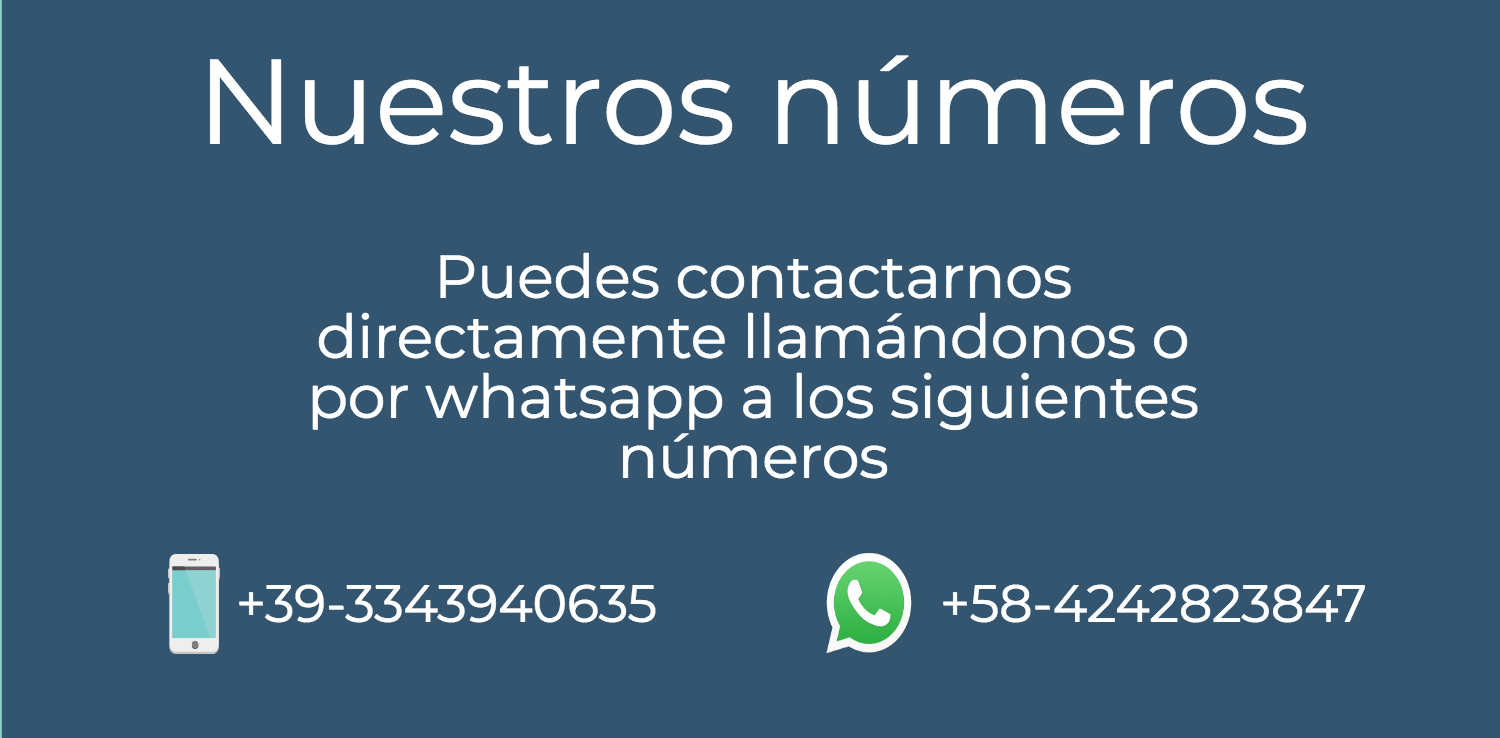 Nuestros números
Puedes contactarnos
directamente llamándonos o
por whatsapp a los siguientes
números
+39-3343940635
+58-4242823847